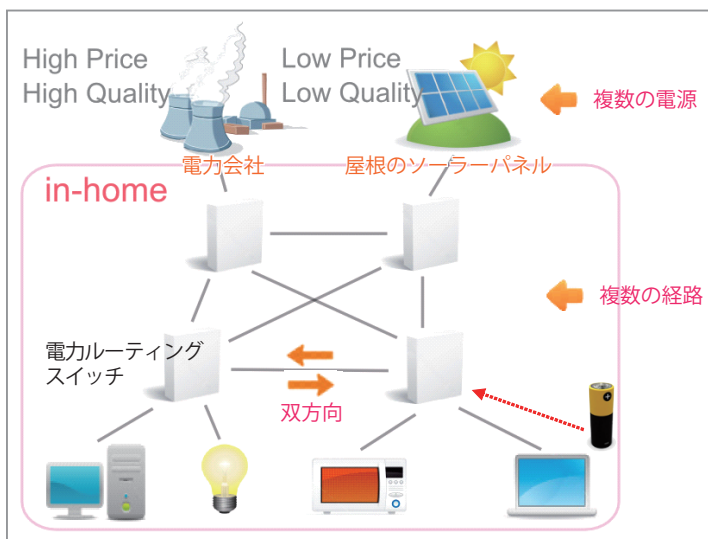 High Price
High Quality
Low Price
Low Quality
複数の電源
電力会社
屋根のソーラーパネル
in-home
複数の経路
電力ルーティング
スイッチ
双方向